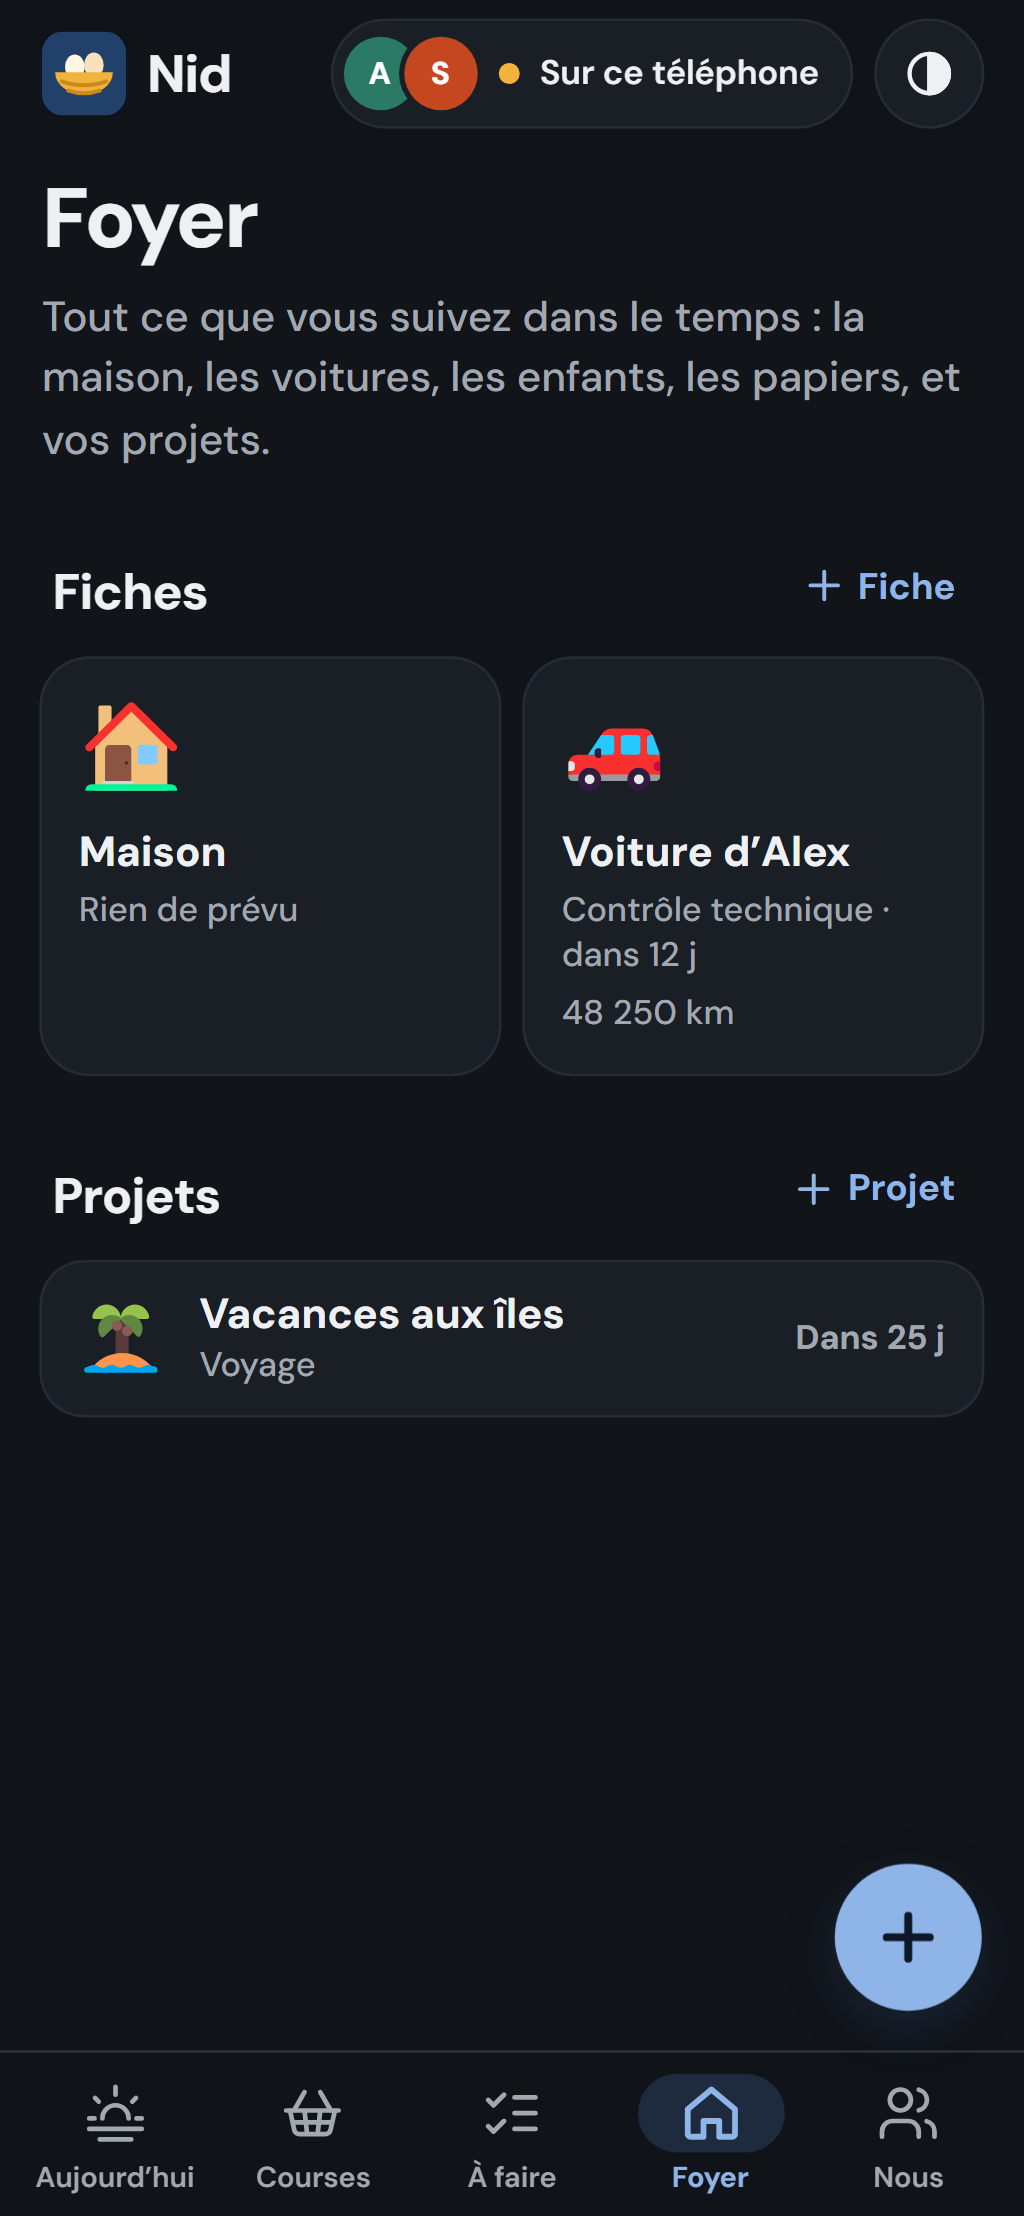 Nid
A S Sur ce téléphone
Foyer
Tout ce que vous suivez dans le temps : la
maison, les voitures, les enfants, les papiers, et
vos projets.
Fiches
+ Fiche
Maison
Rien de prévu
Voiture d’Alex
Contrôle technique ·
dans 12 j
48 250 km
Projets
+ Projet
Vacances aux îles
Voyage
Dans 25 j
Aujourd’hui
Courses
À faire
Foyer
Nous